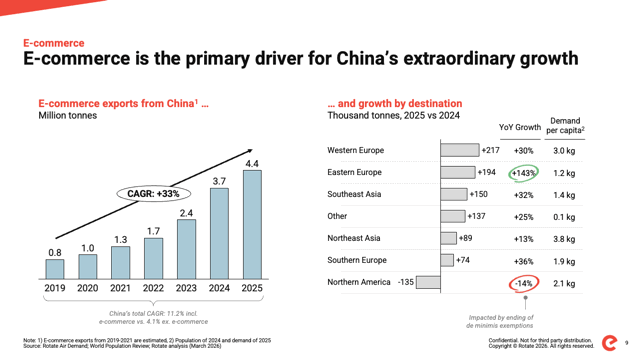 E-commerce
E-commerce is the primary driver for China's extraordinary growth
E-commerce exports from China¹ …
Million tonnes
CAGR: +33%
0.8
1.0
1.3
1.7
2.4
3.7
4.4
2019
2020
2021
2022
2023
2024
2025
China's total CAGR: 11.2% incl.
e-commerce vs. 4.1% ex. e-commerce
… and growth by destination
Thousand tonnes, 2025 vs 2024
YoY Growth
Demand
per capita²
Western Europe +217 +30% 3.0 kg
Eastern Europe +194 +143% 1.2 kg
Southeast Asia +150 +32% 1.4 kg
Other +137 +25% 0.1 kg
Northeast Asia +89 +13% 3.8 kg
Southern Europe +74 +36% 1.9 kg
Northern America -135 -14% 2.1 kg
Impacted by ending of
de minimis exemptions
Note: 1) E-commerce exports from 2019-2021 are estimated, 2) Population of 2024 and demand of 2025
Source: Rotate Air Demand; World Population Review; Rotate analysis (March 2026)
Confidential. Not for third party distribution.
Copyright © Rotate 2026. All rights reserved.
9